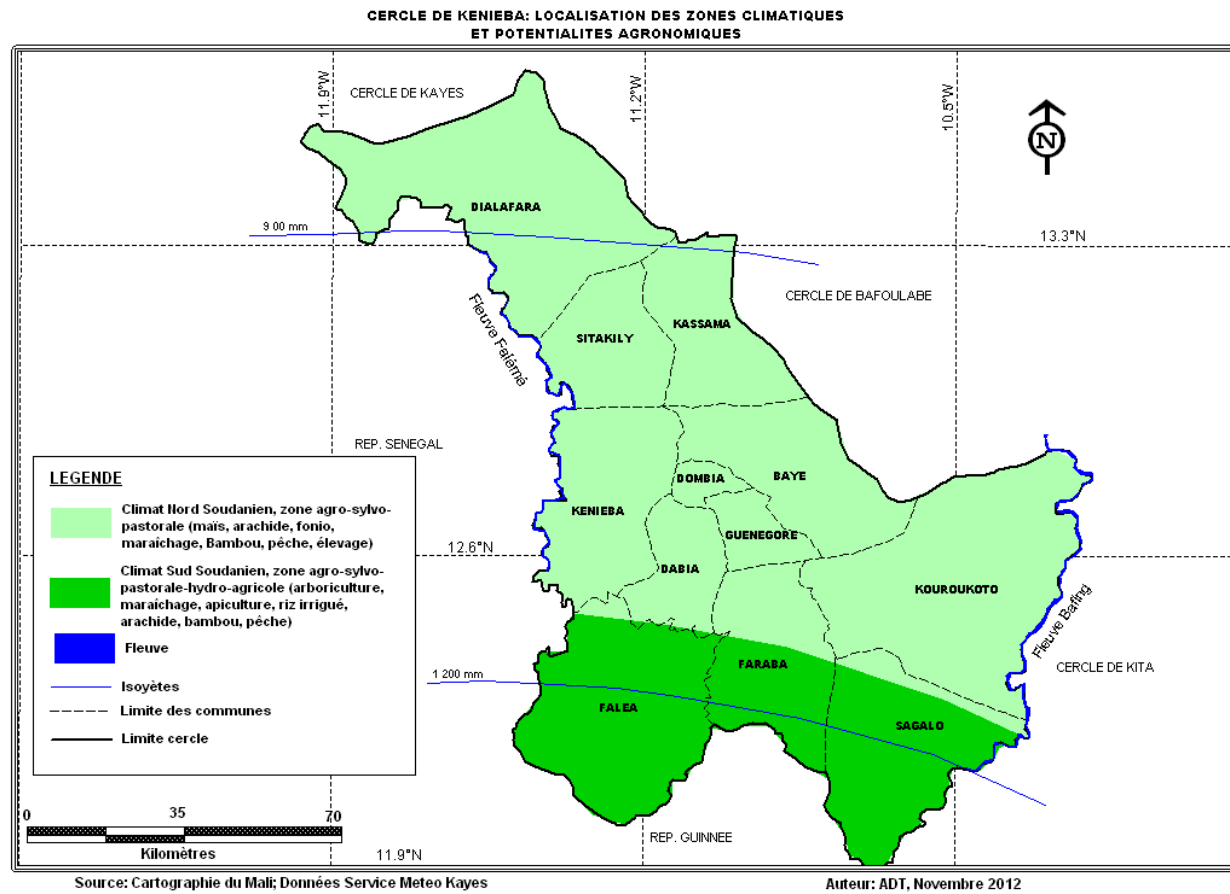 CERCLE DE KENIEBA: LOCALISATION DES ZONES CLIMATIQUES
ET POTENTIALITES AGRONOMIQUES
11.9°W
11.2°W
10.5°W
CERCLE DE KAYES
N
DIALAFARA
9 00 mm
13.3°N
CERCLE DE BAFOULABE
Fleuve Falémé
SITAKILY
KASSAMA
REP. SENEGAL
DOMBIA
BAYE
KENIEBA
GUENEGORE
12.6°N
DABIA
KOUROUKOTO
Fleuve Bafing
CERCLE DE KITA
FARABA
1 200 mm
FALEA
SAGALO
REP. GUINNEE
11.9°N
LEGENDE
Climat Nord Soudanien, zone agro-sylvo-
pastorale (maïs, arachide, fonio,
maraîchage, Bambou, pêche, élevage)
Climat Sud Soudanien, zone agro-sylvo-
pastorale-hydro-agricole (arboriculture,
maraîchage, apiculture, riz irrigué,
arachide, bambou, pêche)
Fleuve
Isoyètes
Limite des communes
Limite cercle
0 35 70
Kilomètres
Source: Cartographie du Mali; Données Service Meteo Kayes
Auteur: ADT, Novembre 2012